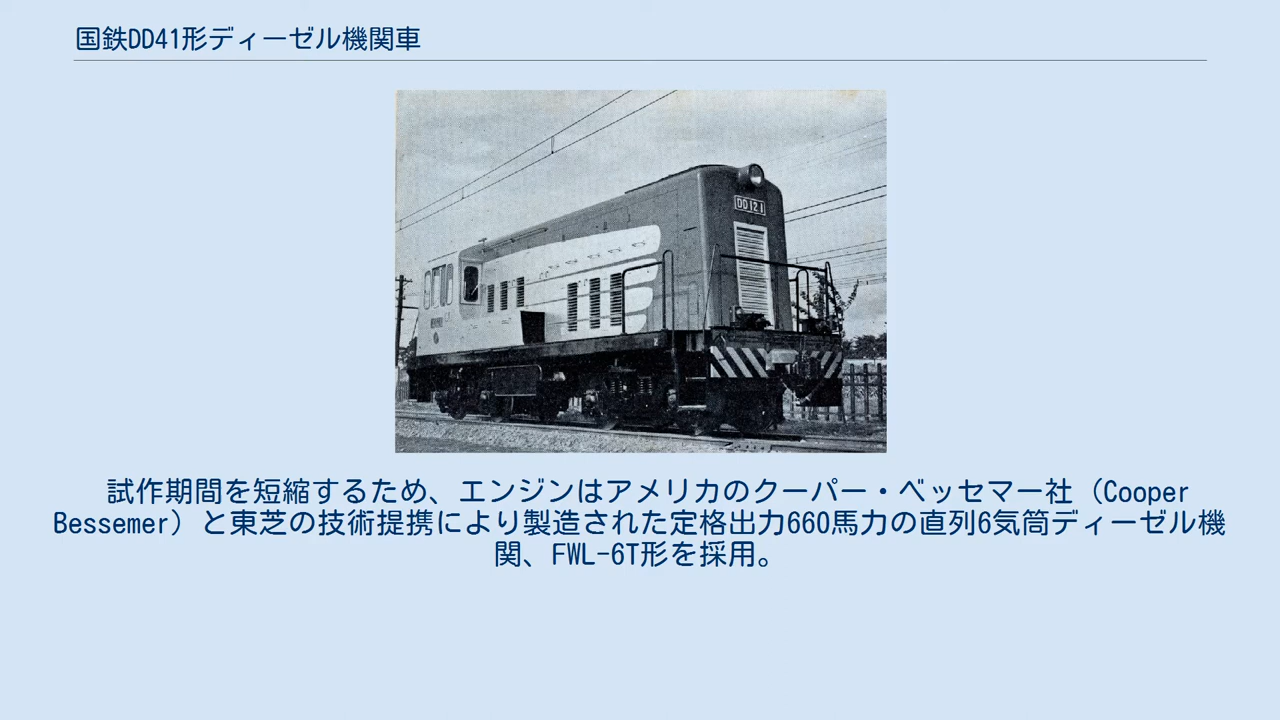 国鉄DD41形ディーゼル機関車
DD 12 1
試作期間を短縮するため、エンジンはアメリカのクーパー・ベッセマー社（Cooper
Bessemer）と東芝の技術提携により製造された定格出力660馬力の直列6気筒ディーゼル機
関、FWL-6T形を採用。